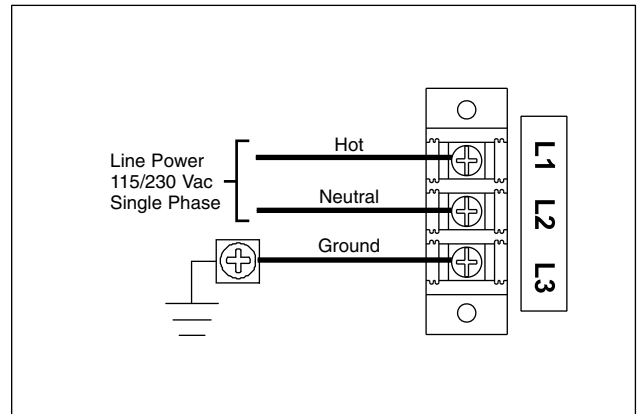 Line Power
115/230 Vac
Single Phase
Hot
Neutral
Ground
L1
L2
L3